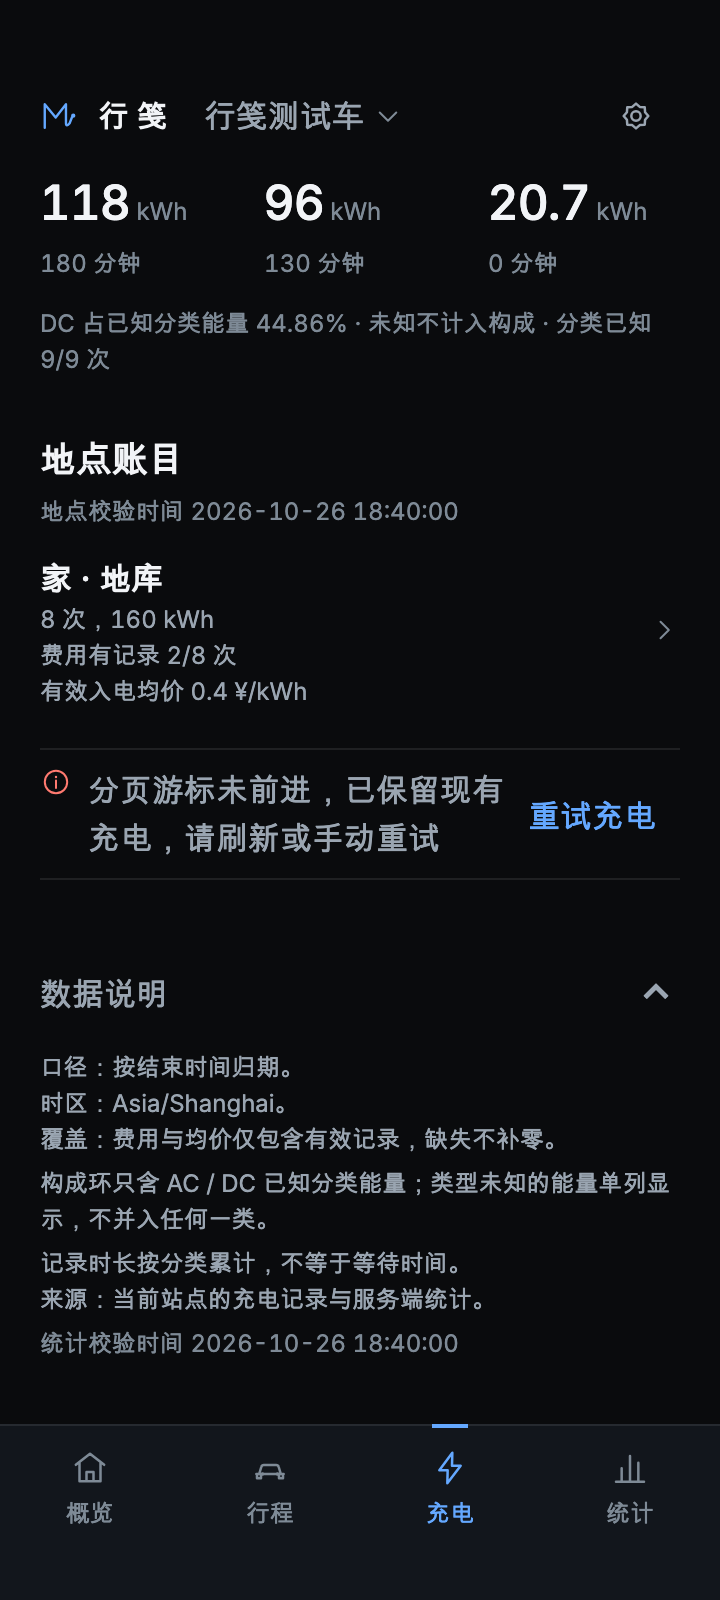 行笺 行笺测试车
118 kWh 96 kWh 20.7 kWh
180 分钟 130 分钟 0 分钟
DC 占已知分类能量 44.86% · 未知不计入构成 · 分类已知
9/9 次
地点账目
地点校验时间 2026-10-26 18:40:00
家 · 地库
8 次，160 kWh
费用有记录 2/8 次
有效入电均价 0.4 ¥/kWh
分页游标未前进，已保留现有
充电，请刷新或手动重试
重试充电
数据说明
口径：按结束时间归期。
时区：Asia/Shanghai。
覆盖：费用与均价仅包含有效记录，缺失不补零。
构成环只含 AC / DC 已知分类能量；类型未知的能量单列显
示，不并入任何一类。
记录时长按分类累计，不等于等待时间。
来源：当前站点的充电记录与服务端统计。
统计校验时间 2026-10-26 18:40:00
概览 行程 充电 统计